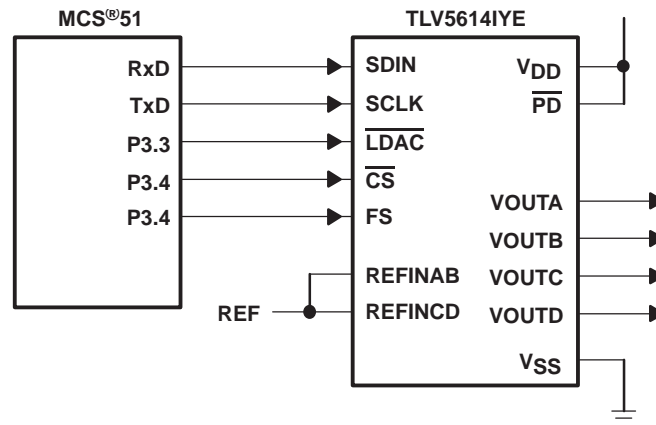 MCS®51
TLV5614IYE
RxD
SDIN
VDD
TxD
SCLK
PD
P3.3
LDAC
P3.4
CS
P3.4
FS
VOUTA
VOUTB
REFINAB
VOUTC
REF
REFINCD
VOUTD
VSS